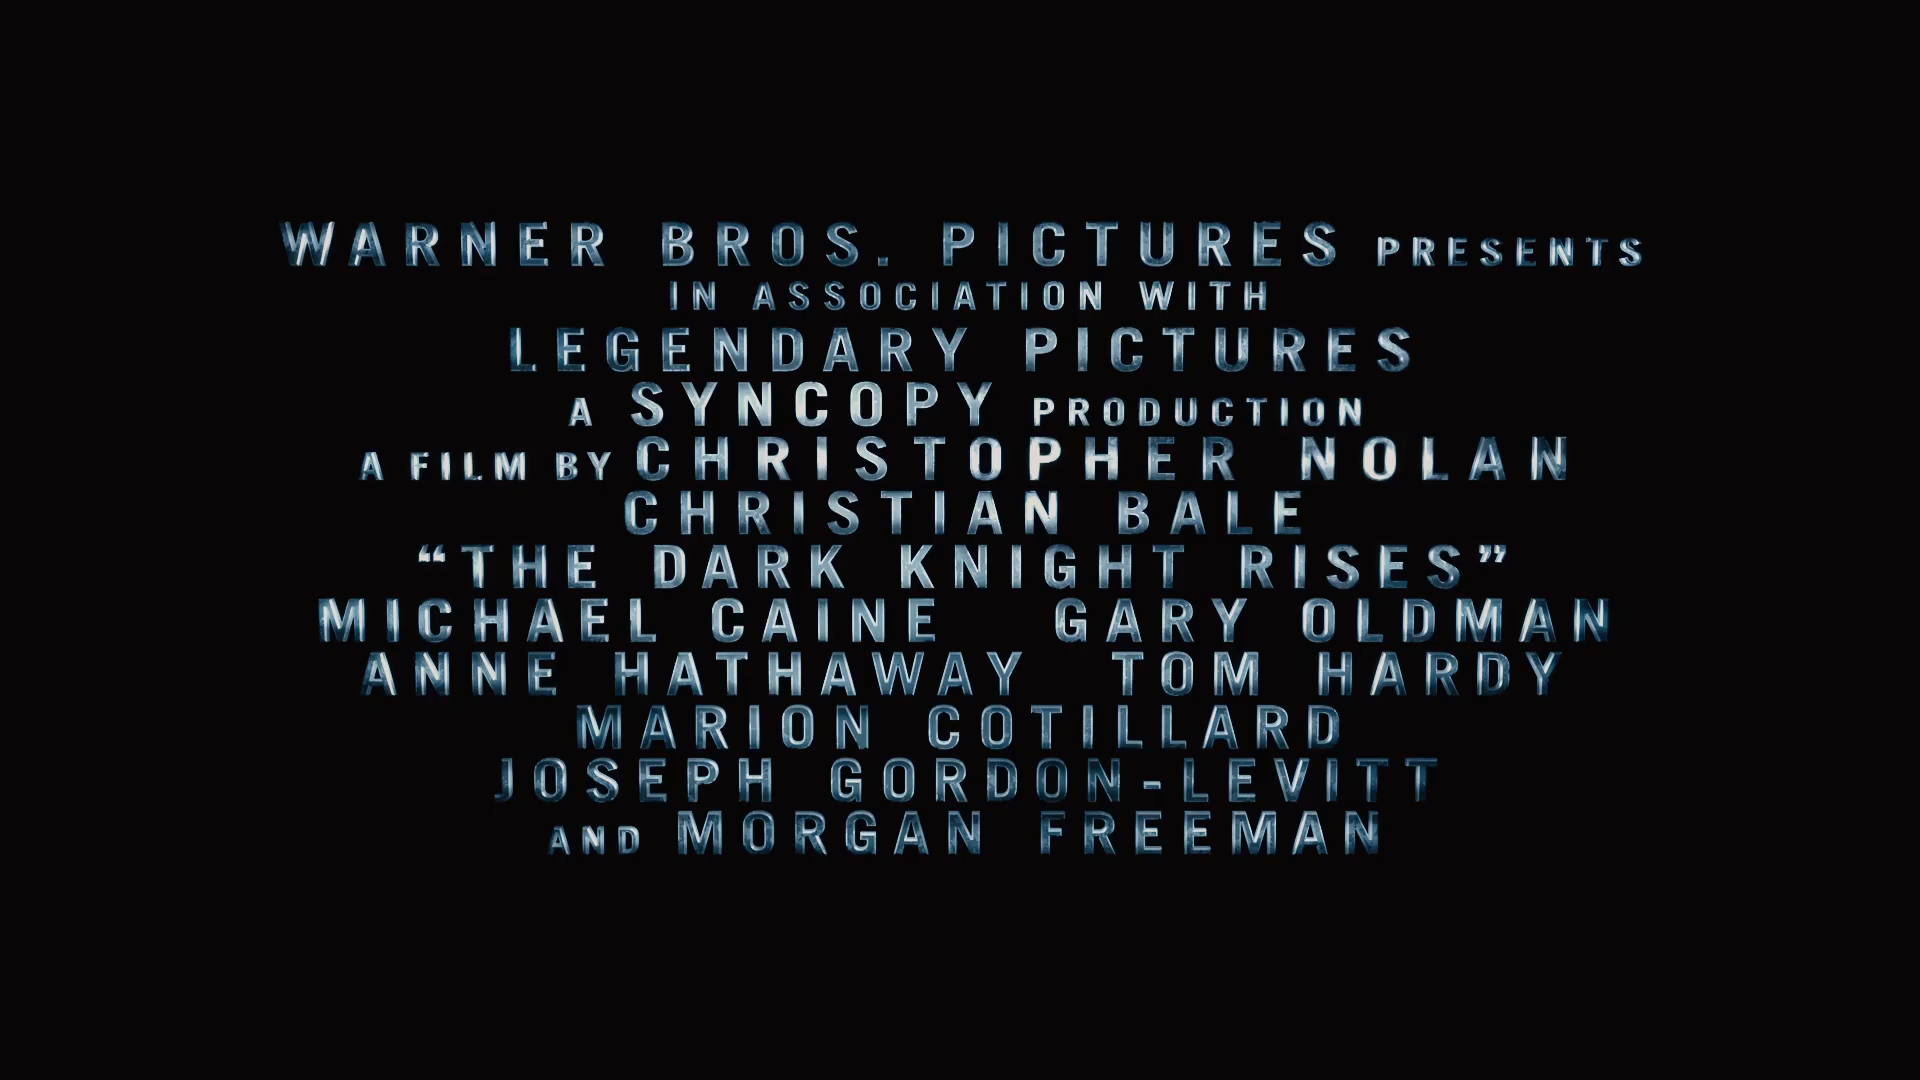 WARNER BROS. PICTURES PRESENTS
IN ASSOCIATION WITH
LEGENDARY PICTURES
A SYNCOPY PRODUCTION
A FILM BY CHRISTOPHER NOLAN
CHRISTIAN BALE
“THE DARK KNIGHT RISES”
MICHAEL CAINE GARY OLDMAN
ANNE HATHAWAY TOM HARDY
MARION COTILLARD
JOSEPH GORDON-LEVITT
AND MORGAN FREEMAN